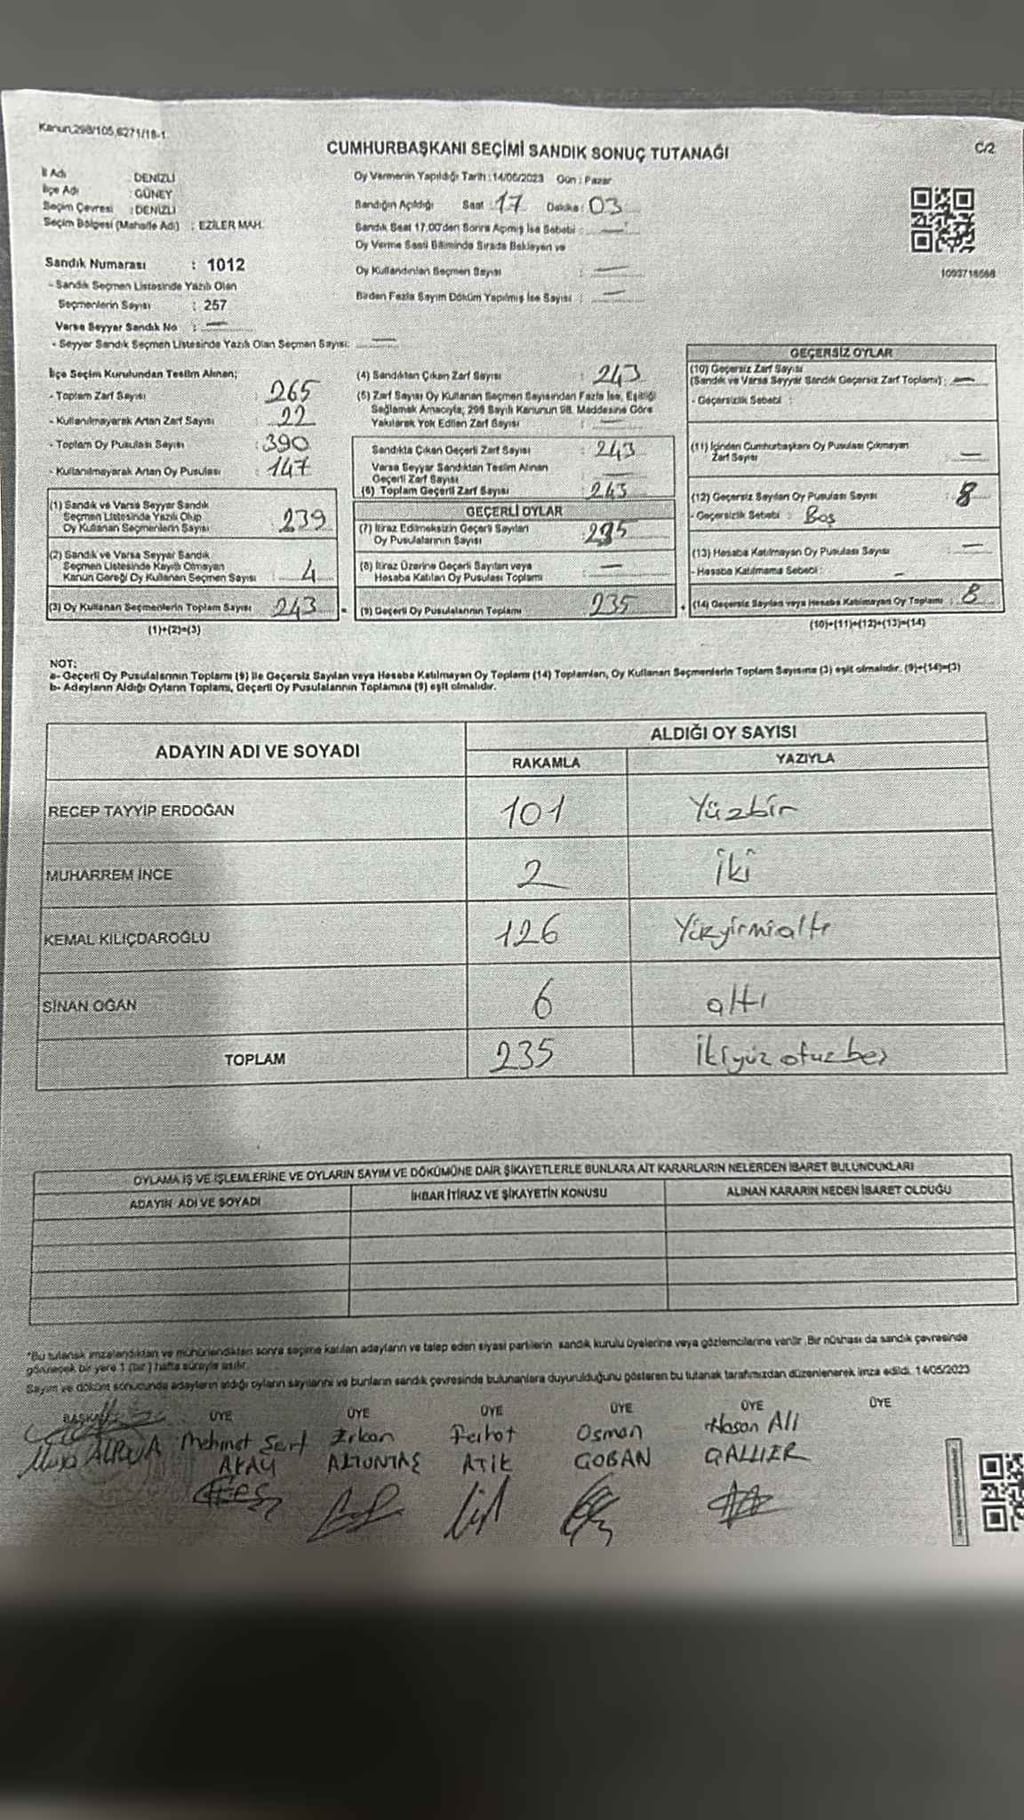 Kanun,298/105,6271/18-1
CUMHURBAŞKANI SEÇİMİ SANDIK SONUÇ TUTANAĞI
C/2
İl Adı : DENİZLİ
İlçe Adı : GÜNEY
Seçim Çevresi : DENİZLİ
Seçim Bölgesi (Mahalle Adı) : EZİLER MAH.
Oy Vermenin Yapıldığı Tarih :14/05/2023 Gün : Pazar
Sandığın Açıldığı Saat : 17 Dakika : 03
Sandık Saat 17.00'den Sonra Açmış İse Sebebi : —
Oy Verme Saati Bitiminde Sırada Bekleyen ve
Oy Kullandırılan Seçmen Sayısı : —
Birden Fazla Sayım Döküm Yapılmış İse Sayısı : —
1093718568
Sandık Numarası : 1012
- Sandık Seçmen Listesinde Yazılı Olan
Seçmenlerin Sayısı : 257
Varsa Seyyar Sandık No : —
- Seyyar Sandık Seçmen Listesinde Yazılı Olan Seçmen Sayısı: —
İlçe Seçim Kurulundan Teslim Alınan;
- Toplam Zarf Sayısı : 265
- Kullanılmayarak Artan Zarf Sayısı : 22
- Toplam Oy Pusulası Sayısı : 390
- Kullanılmayarak Artan Oy Pusulası : 147
(1) Sandık ve Varsa Seyyar Sandık
Seçmen Listesinde Yazılı Olup
Oy Kullanan Seçmenlerin Sayısı : 239
(2) Sandık ve Varsa Seyyar Sandık
Seçmen Listesinde Kayıtlı Olmayan
Kanun Gereği Oy Kullanan Seçmen Sayısı : 4
(3) Oy Kullanan Seçmenlerin Toplam Sayısı : 243
(1)+(2)=(3)
(4) Sandıktan Çıkan Zarf Sayısı : 243
(5) Zarf Sayısı Oy Kullanan Seçmen Sayısından Fazla İse, Eşitliği
Sağlamak Amacıyla; 298 Sayılı Kanunun 98. Maddesine Göre
Yakılarak Yok Edilen Zarf Sayısı : —
Sandıkta Çıkan Geçerli Zarf Sayısı : 243
Varsa Seyyar Sandıktan Teslim Alınan
Geçerli Zarf Sayısı : —
(6) Toplam Geçerli Zarf Sayısı : 243
GEÇERLİ OYLAR
(7) İtiraz Edilmeksizin Geçerli Sayılan
Oy Pusulalarının Sayısı : 235
(8) İtiraz Üzerine Geçerli Sayılan veya
Hesaba Katılan Oy Pusulası Toplamı : —
(9) Geçerli Oy Pusulalarının Toplamı : 235
GEÇERSİZ OYLAR
(10) Geçersiz Zarf Sayısı
(Sandık ve Varsa Seyyar Sandık Geçersiz Zarf Toplamı) : —
- Geçersizlik Sebebi :
(11) İçinden Cumhurbaşkanı Oy Pusulası Çıkmayan
Zarf Sayısı : —
(12) Geçersiz Sayılan Oy Pusulası Sayısı : 8
- Geçersizlik Sebebi : Boş
(13) Hesaba Katılmayan Oy Pusulası Sayısı : —
- Hesaba Katılmama Sebebi : —
(14) Geçersiz Sayılan veya Hesaba Katılmayan Oy Toplamı : 8
(10)+(11)+(12)+(13)=(14)
NOT:
a- Geçerli Oy Pusulalarının Toplamı (9) ile Geçersiz Sayılan veya Hesaba Katılmayan Oy Toplamı (14) Toplamları, Oy Kullanan Seçmenlerin Toplam Sayısına (3) eşit olmalıdır. (9)+(14)=(3)
b- Adayların Aldığı Oyların Toplamı, Geçerli Oy Pusulalarının Toplamına (9) eşit olmalıdır.
ADAYIN ADI VE SOYADI
ALDIĞI OY SAYISI
RAKAMLA YAZIYLA
RECEP TAYYİP ERDOĞAN 101 Yüzbir
MUHARREM İNCE 2 İki
KEMAL KILIÇDAROĞLU 126 Yüzyirmialtı
SİNAN OĞAN 6 altı
TOPLAM 235 İkiyüz otuz beş
OYLAMA İŞ VE İŞLEMLERİNE VE OYLARIN SAYIM VE DÖKÜMÜNE DAİR ŞİKAYETLERLE BUNLARA AİT KARARLARIN NELERDEN İBARET BULUNDUKLARI
ADAYIN ADI VE SOYADI İHBAR İTİRAZ VE ŞİKAYETİN KONUSU ALINAN KARARIN NEDEN İBARET OLDUĞU
*Bu tutanak imzalandıktan ve mühürlendikten sonra seçime katılan adayların ve talep eden siyasi partilerin sandık kurulu üyelerine veya gözlemcilerine verilir. Bir nüshası da sandık çevresinde
görünecek bir yere 1 (bir) hafta süreyle asılır.
Sayım ve döküm sonucunda adayların aldığı oyların sayılarını ve bunların sandık çevresinde bulunanlara duyurulduğunu gösteren bu tutanak tarafımızdan düzenlenerek imza edildi. 14/05/2023
BAŞKAN ÜYE ÜYE ÜYE ÜYE ÜYE ÜYE
Mehmet Sert Erkan Ferhat Osman Hasan Ali
AKAY ALTUNTAŞ ATİK ÇOBAN